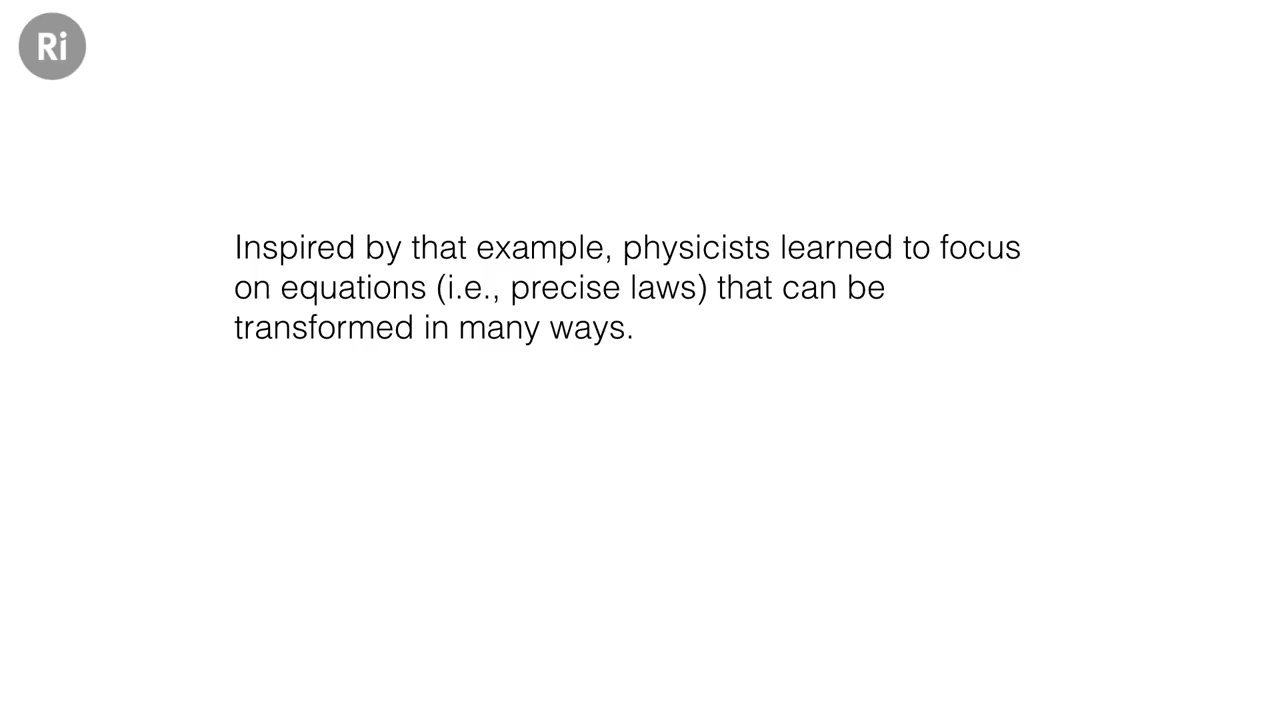 Ri
Inspired by that example, physicists learned to focus
on equations (i.e., precise laws) that can be
transformed in many ways.